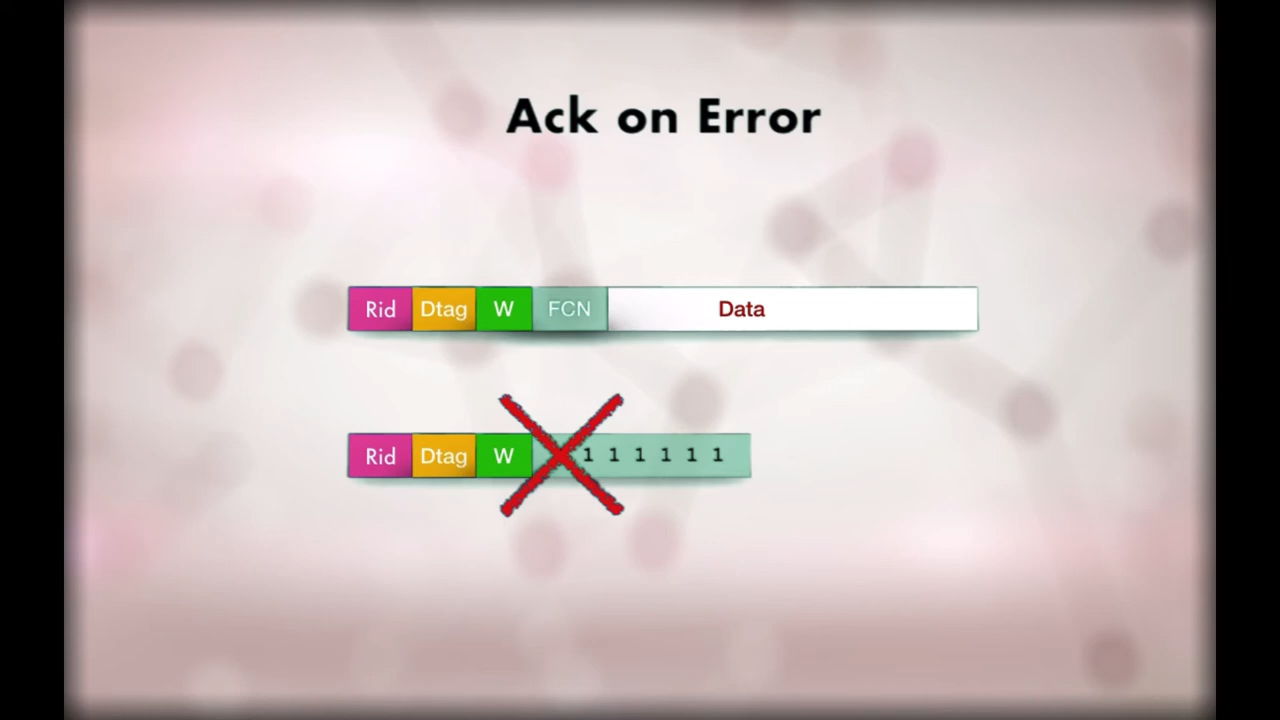 Ack on Error
Rid Dtag W FCN Data
Rid Dtag W 1 1 1 1 1 1